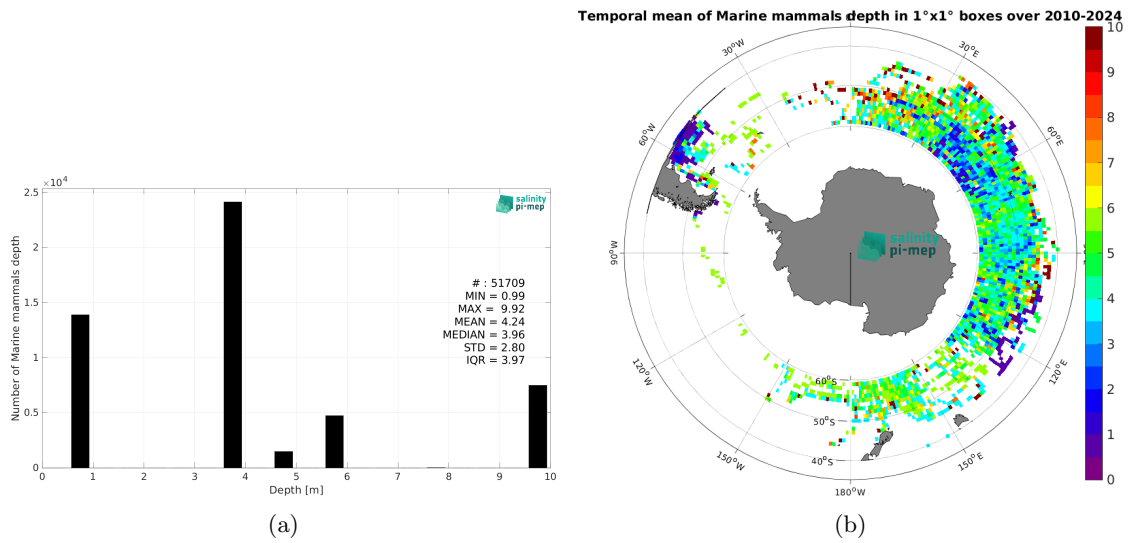 ×10⁴
2.5
2
1.5
1
0.5
0
Number of Marine mammals depth
salinity
pi-mep
# : 51709
MIN = 0.99
MAX = 9.92
MEAN = 4.24
MEDIAN = 3.96
STD = 2.80
IQR = 3.97
0 1 2 3 4 5 6 7 8 9 10
Depth [m]
(a)
Temporal mean of Marine mammals depth in 1°x1° boxes over 2010-2024
30°W
30°E
60°W
60°E
90°W
salinity
pi-mep
120°W
120°E
60°S
50°S
40°S
150°W
150°E
180°W
10
9
8
7
6
5
4
3
2
1
0
(b)